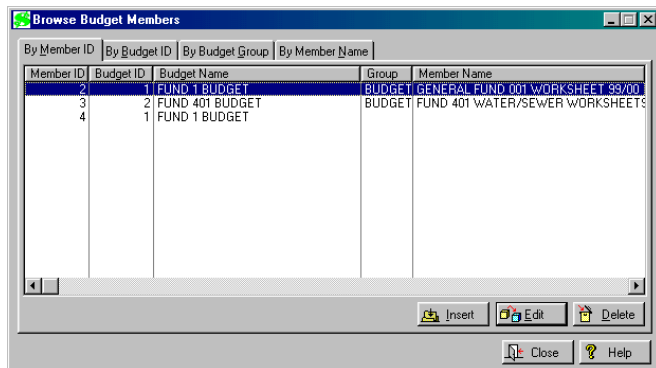 Browse Budget Members
By Member ID By Budget ID By Budget Group By Member Name
Member ID Budget ID Budget Name Group Member Name
2 1 FUND 1 BUDGET BUDGET GENERAL FUND 001 WORKSHEET 99/00
3 2 FUND 401 BUDGET BUDGET FUND 401 WATER/SEWER WORKSHEETS
4 1 FUND 1 BUDGET
Insert Edit Delete
Close ? Help